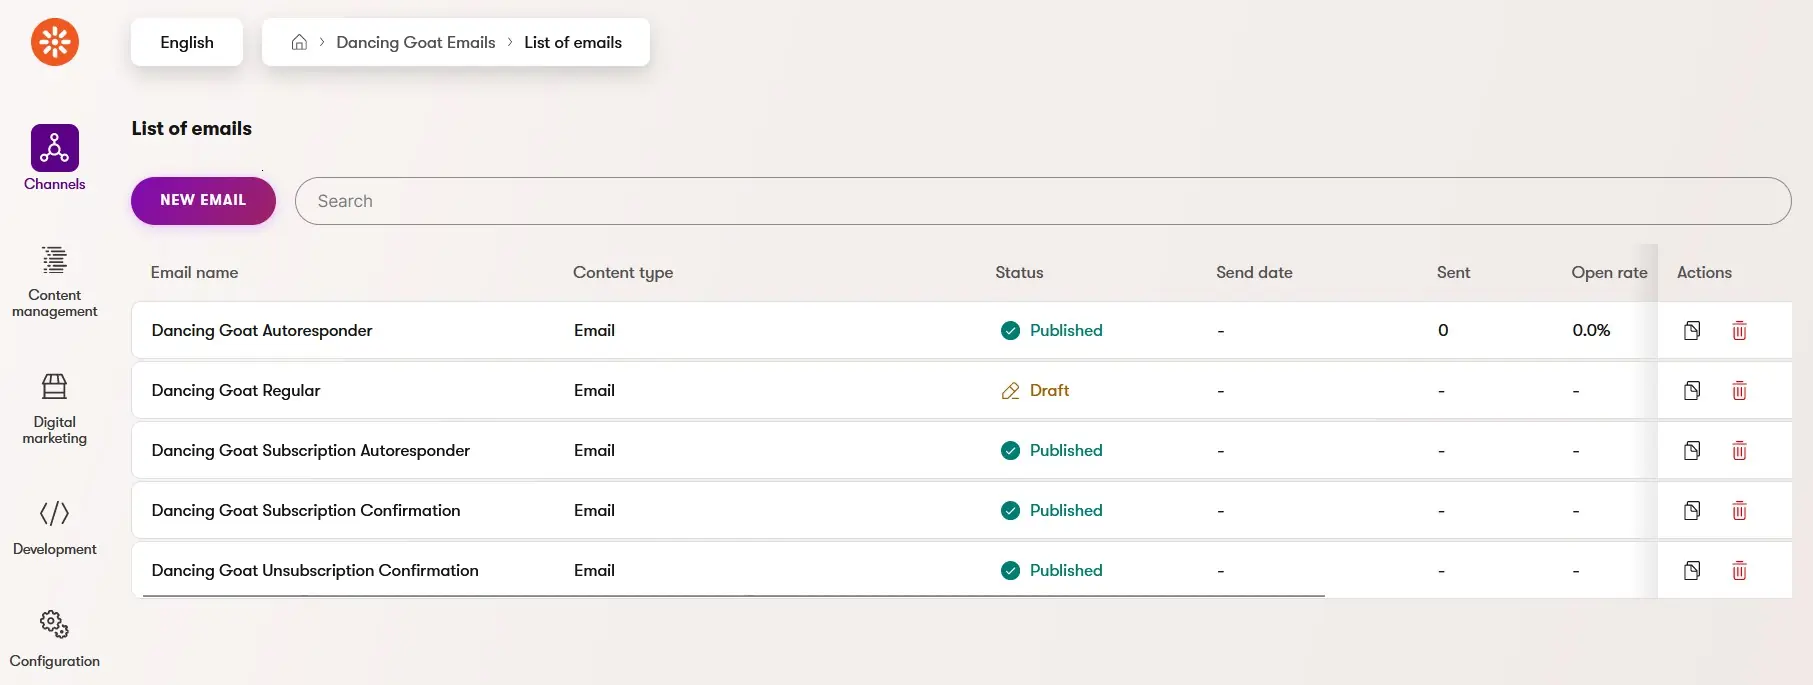 English
Dancing Goat Emails
List of emails
List of emails
Channels
NEW EMAIL
Search
Content
management
Email name Content type Status Send date Sent Open rate Actions
Dancing Goat Autoresponder Email Published - 0 0.0%
Dancing Goat Regular Email Draft - - -
Digital
marketing
Dancing Goat Subscription Autoresponder Email Published - - -
Dancing Goat Subscription Confirmation Email Published - - -
Development
Dancing Goat Unsubscription Confirmation Email Published - - -
Configuration